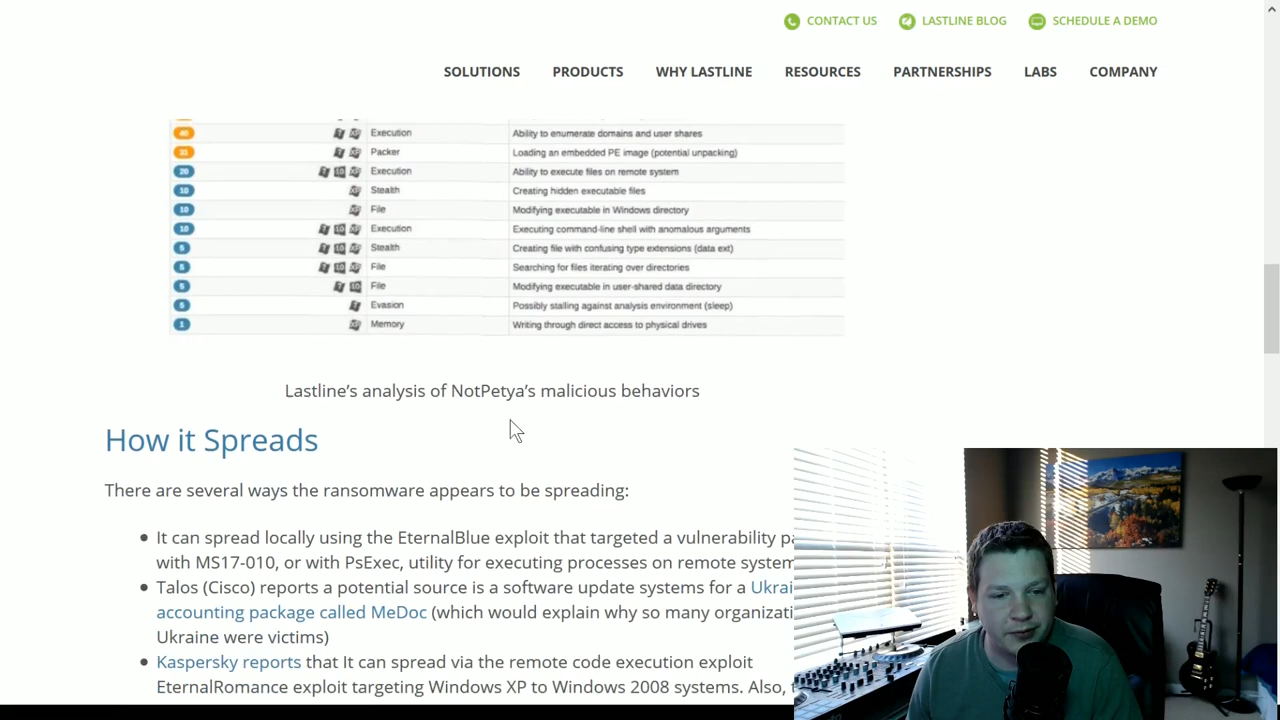 CONTACT US LASTLINE BLOG SCHEDULE A DEMO
SOLUTIONS PRODUCTS WHY LASTLINE RESOURCES PARTNERSHIPS LABS COMPANY
40 Execution Ability to enumerate domains and user shares
Packer Loading an embedded PE image (potential unpacking)
20 Execution Ability to execute files on remote system
10 Stealth Creating hidden executable files
10 File Modifying executable in Windows directory
10 Execution Executing command-line shell with anomalous arguments
5 Stealth Creating file with confusing type extensions (data ext)
5 File Searching for files iterating over directories
5 File Modifying executable in user-shared data directory
5 Evasion Possibly stalling against analysis environment (sleep)
1 Memory Writing through direct access to physical drives
Lastline’s analysis of NotPetya’s malicious behaviors
How it Spreads
There are several ways the ransomware appears to be spreading:
It can spread locally using the EternalBlue exploit that targeted a vulnerability
with MS17-010, or with PsExec, utility for executing processes on remote
Talos (Cisco) reports a potential source is a software update systems for a
accounting package called MeDoc (which would explain why so many
Ukraine were victims)
Kaspersky reports that It can spread via the remote code execution exploit
EternalRomance exploit targeting Windows XP to Windows 2008 systems. Also,